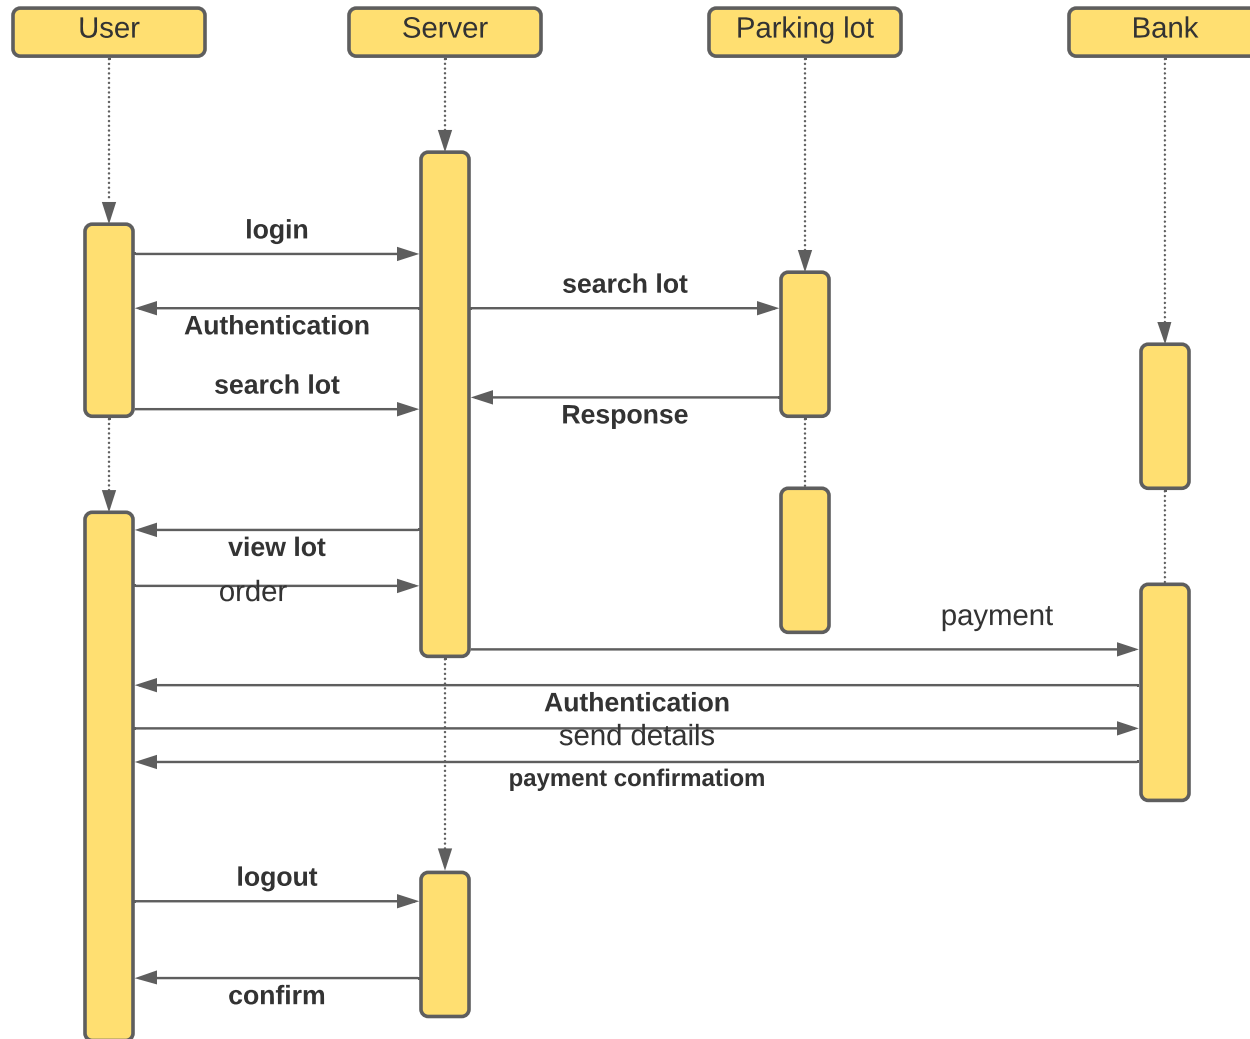 User
Server
Parking lot
Bank
login
search lot
Authentication
search lot
Response
view lot
order
payment
Authentication
send details
payment confirmatiom
logout
confirm